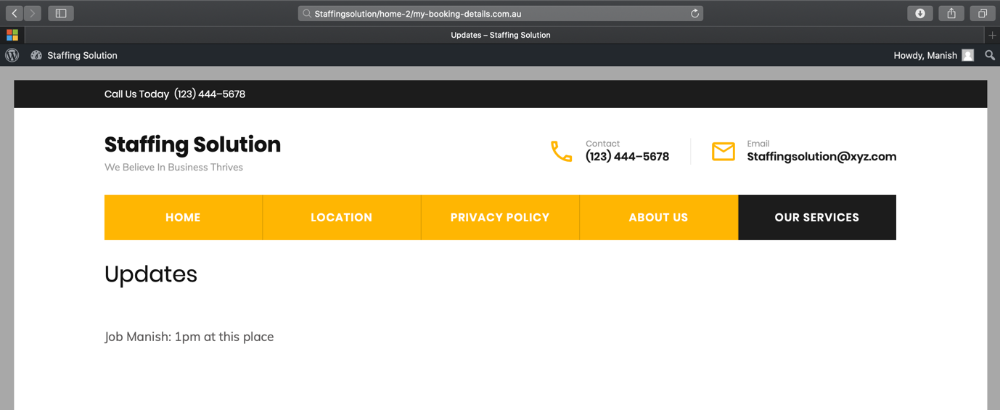 Staffingsolution/home-2/my-booking-details.com.au
Updates – Staffing Solution
Staffing Solution
Howdy, Manish
Call Us Today (123) 444-5678
Staffing Solution
We Believe In Business Thrives
Contact
(123) 444-5678
Email
Staffingsolution@xyz.com
HOME
LOCATION
PRIVACY POLICY
ABOUT US
OUR SERVICES
Updates
Job Manish: 1pm at this place